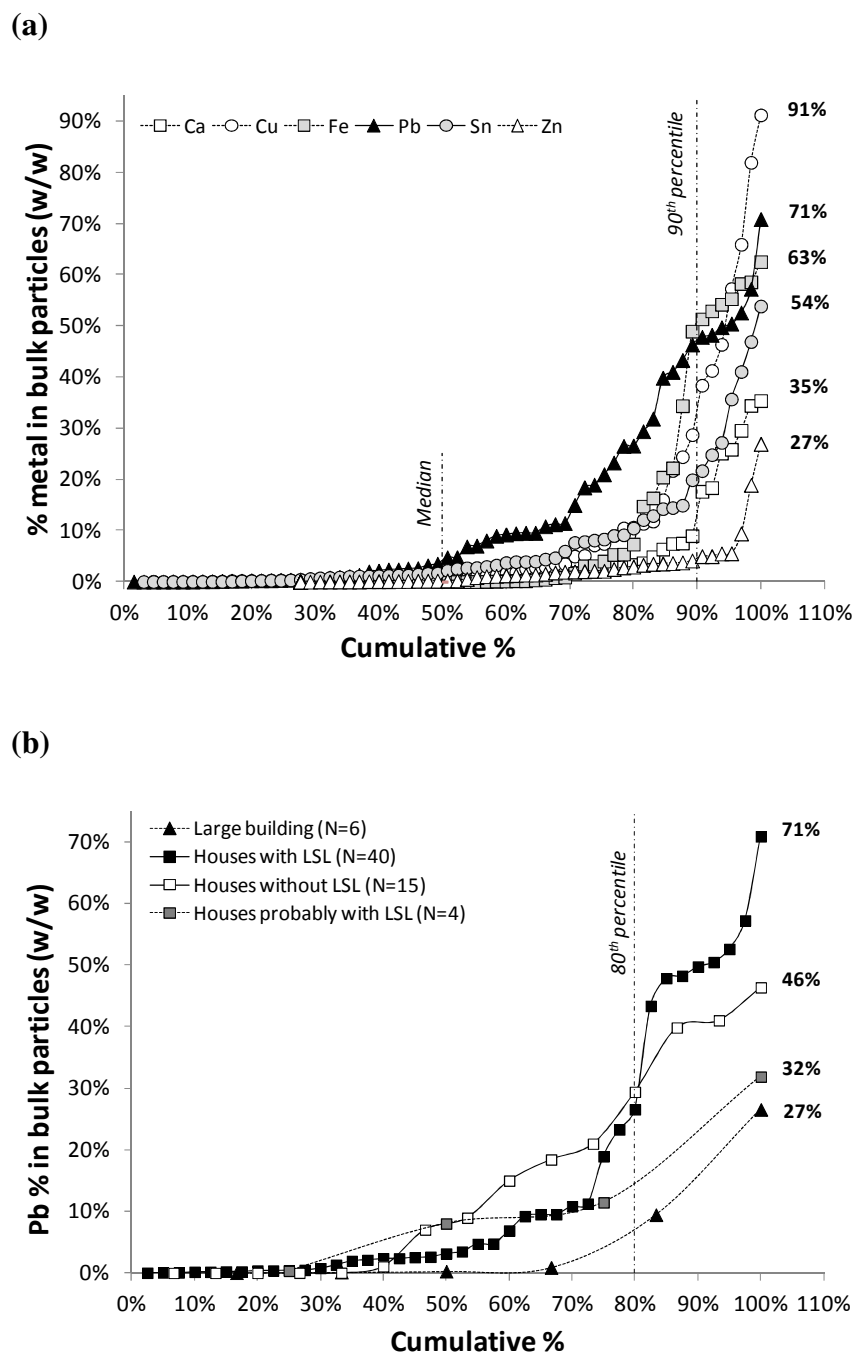 (a)
% metal in bulk particles (w/w)
90%
80%
70%
60%
50%
40%
30%
20%
10%
0%
Ca Cu Fe Pb Sn Zn
Median
90th percentile
91%
71%
63%
54%
35%
27%
0% 10% 20% 30% 40% 50% 60% 70% 80% 90% 100% 110%
Cumulative %
(b)
Pb % in bulk particles (w/w)
70%
60%
50%
40%
30%
20%
10%
0%
Large building (N=6)
Houses with LSL (N=40)
Houses without LSL (N=15)
Houses probably with LSL (N=4)
80th percentile
71%
46%
32%
27%
0% 10% 20% 30% 40% 50% 60% 70% 80% 90% 100% 110%
Cumulative %